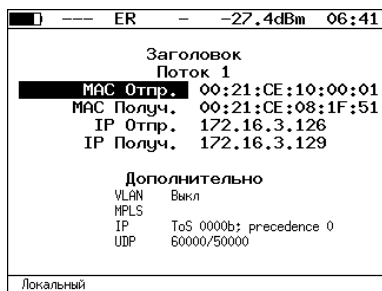 --- ER - -27.4dBm 06:41
Заголовок
Поток 1
MAC Отпр. 00:21:CE:10:00:01
MAC Получ. 00:21:CE:08:1F:51
IP Отпр. 172.16.3.126
IP Получ. 172.16.3.129
Дополнительно
VLAN Выкл
MPLS
IP ToS 0000b; precedence 0
UDP 60000/50000
Локальный